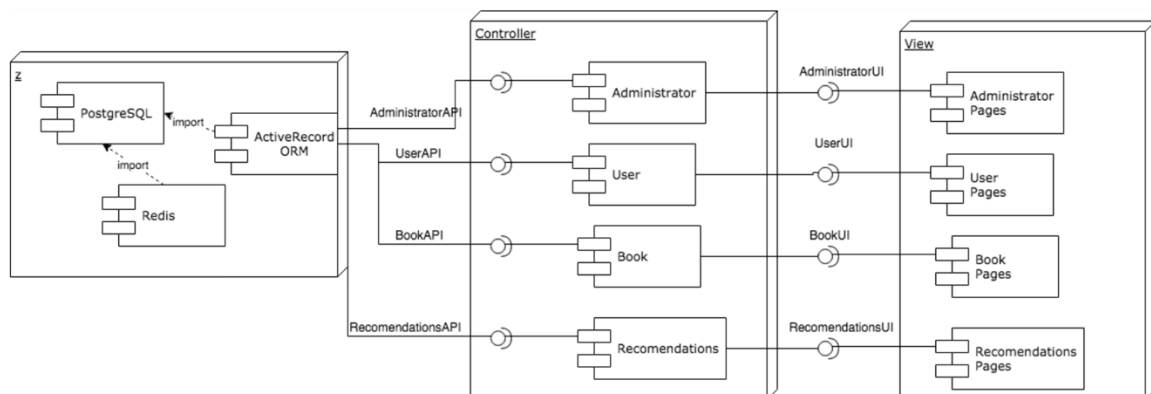 z
PostgreSQL
import
ActiveRecord
ORM
import
Redis
AdministratorAPI
UserAPI
BookAPI
RecomendationsAPI
Controller
Administrator
User
Book
Recomendations
AdministratorUI
UserUI
BookUI
RecomendationsUI
View
Administrator
Pages
User
Pages
Book
Pages
Recomendations
Pages